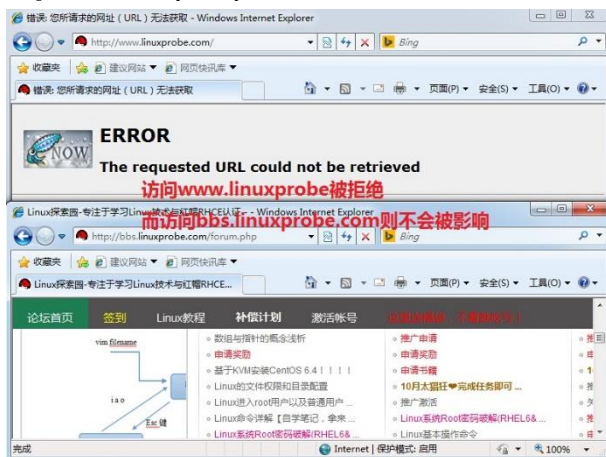 错误: 您所请求的网址（URL）无法获取 - Windows Internet Explorer
http://www.linuxprobe.com/
Bing
收藏夹 建议网站 网页快讯库
错误: 您所请求的网址（URL）无法获取
页面(P) 安全(S) 工具(O)
NOW
ERROR
The requested URL could not be retrieved
访问www.linuxprobe被拒绝
Linux探索园-专注于学习Linux技术与红帽RHCE认证- - Windows Internet Explorer
而访问bbs.linuxprobe.com则不会被影响
http://bbs.linuxprobe.com/forum.php
Bing
收藏夹 建议网站 网页快讯库
Linux探索园-专注于学习Linux技术与红帽RHCE...
页面(P) 安全(S) 工具(O)
论坛首页 签到 Linux教程 补偿计划 激活帐号
vim filename
i a o
Esc 键
数组与指针的概念浅析
申请奖励
基于KVM安装CentOS 6.4！！！！
Linux的文件权限和目录配置
Linux进入root用户以及普通用户 ...
Linux命令详解【自学笔记，拿来 ...
Linux系统Root密码破解(RHEL6& ...
推广申请
申请奖励
申请书籍
10月太猖狂❤完成任务即可 ...
推广激活
Linux系统Root密码破解(RHEL6& ...
Linux基本操作命令
完成
Internet | 保护模式: 启用
100%